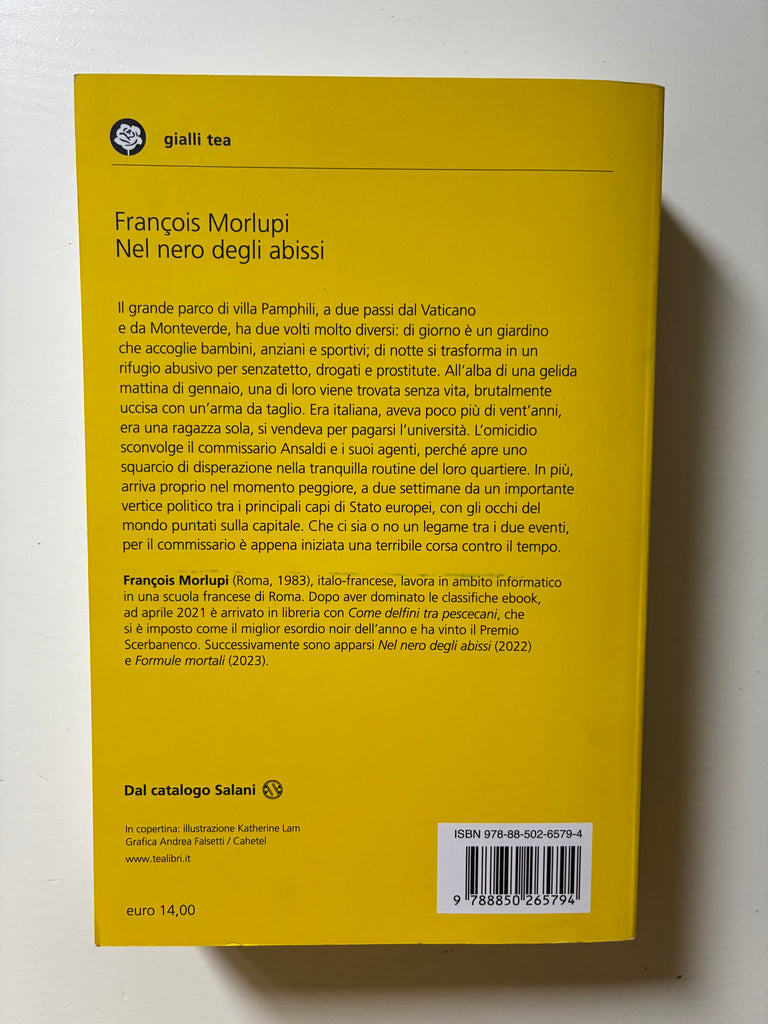 gialli tea
François Morlupi
Nel nero degli abissi
Il grande parco di villa Pamphili, a due passi dal Vaticano
e da Monteverde, ha due volti molto diversi: di giorno è un giardino
che accoglie bambini, anziani e sportivi; di notte si trasforma in un
rifugio abusivo per senzatetto, drogati e prostitute. All’alba di una gelida
mattina di gennaio, una di loro viene trovata senza vita, brutalmente
uccisa con un’arma da taglio. Era italiana, aveva poco più di vent’anni,
era una ragazza sola, si vendeva per pagarsi l’università. L’omicidio
sconvolge il commissario Ansaldi e i suoi agenti, perché apre uno
squarcio di disperazione nella tranquilla routine del loro quartiere. In più,
arriva proprio nel momento peggiore, a due settimane da un importante
vertice politico tra i principali capi di Stato europei, con gli occhi del
mondo puntati sulla capitale. Che ci sia o no un legame tra i due eventi,
per il commissario è appena iniziata una terribile corsa contro il tempo.
François Morlupi (Roma, 1983), italo-francese, lavora in ambito informatico
in una scuola francese di Roma. Dopo aver dominato le classifiche ebook,
ad aprile 2021 è arrivato in libreria con Come delfini tra pescecani, che
si è imposto come il miglior esordio noir dell’anno e ha vinto il Premio
Scerbanenco. Successivamente sono apparsi Nel nero degli abissi (2022)
e Formule mortali (2023).
Dal catalogo Salani
In copertina: illustrazione Katherine Lam
Grafica Andrea Falsetti / Cahetel
www.tealibri.it
euro 14,00
ISBN 978-88-502-6579-4
9 788850 265794